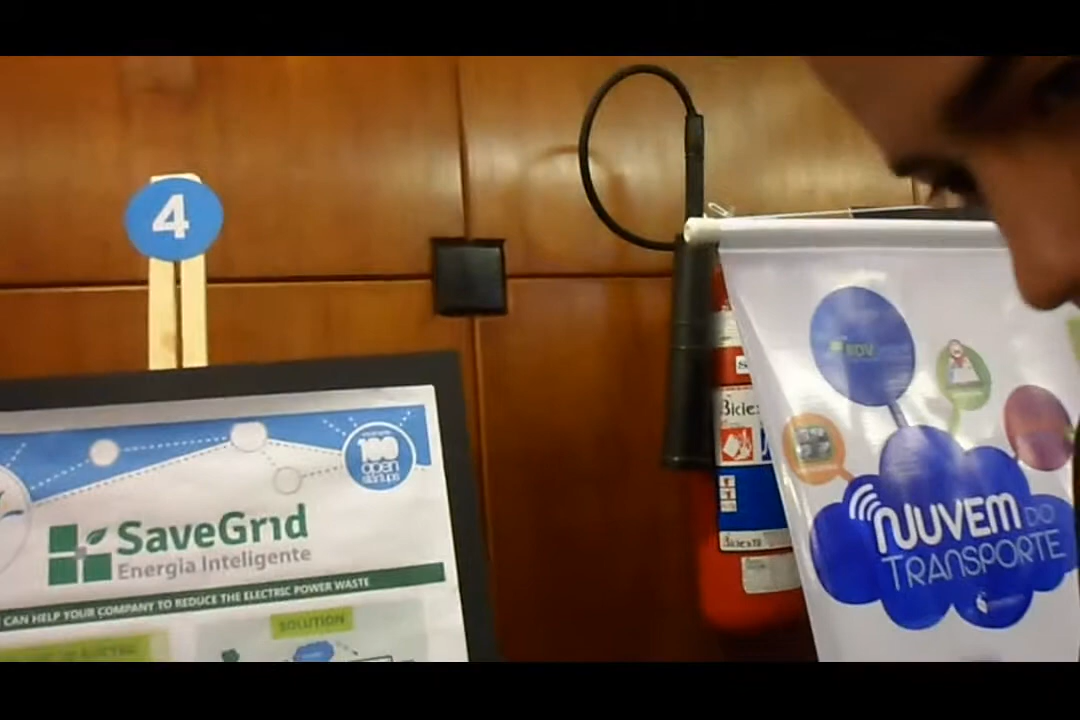 4
100
open
startups
SaveGrid
Energia Inteligente
CAN HELP YOUR COMPANY TO REDUCE THE ELECTRIC POWER WASTE
SOLUTION
BDV
NUVEM DO
TRANSPORTE